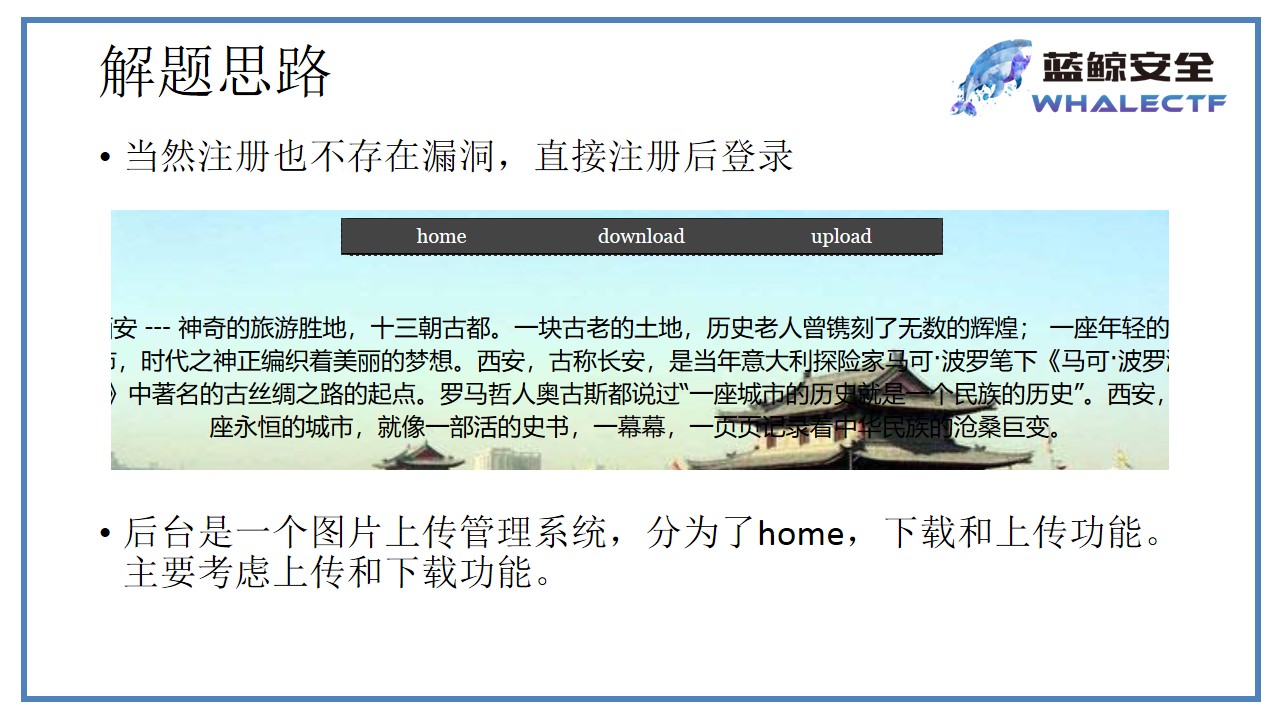 解题思路
蓝鲸安全
WHALECTF
• 当然注册也不存在漏洞，直接注册后登录
home download upload
安 --- 神奇的旅游胜地，十三朝古都。一块古老的土地，历史老人曾镌刻了无数的辉煌； 一座年轻的
，时代之神正编织着美丽的梦想。西安，古称长安，是当年意大利探险家马可·波罗笔下《马可·波罗
》中著名的古丝绸之路的起点。罗马哲人奥古斯都说过“一座城市的历史就是一个民族的历史”。西安，
座永恒的城市，就像一部活的史书，一幕幕，一页页记录着中华民族的沧桑巨变。
• 后台是一个图片上传管理系统，分为了home，下载和上传功能。
主要考虑上传和下载功能。